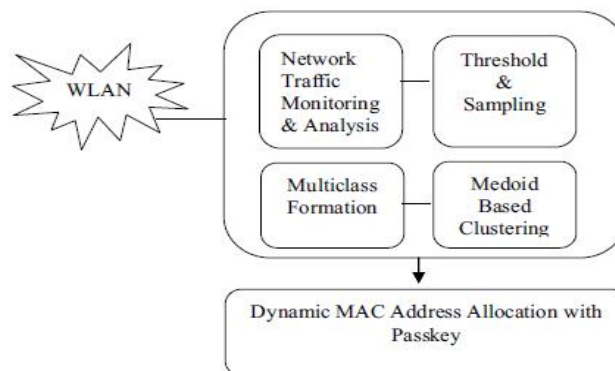 WLAN
Network
Traffic
Monitoring
& Analysis
Threshold
&
Sampling
Multiclass
Formation
Medoid
Based
Clustering
Dynamic MAC Address Allocation with
Passkey